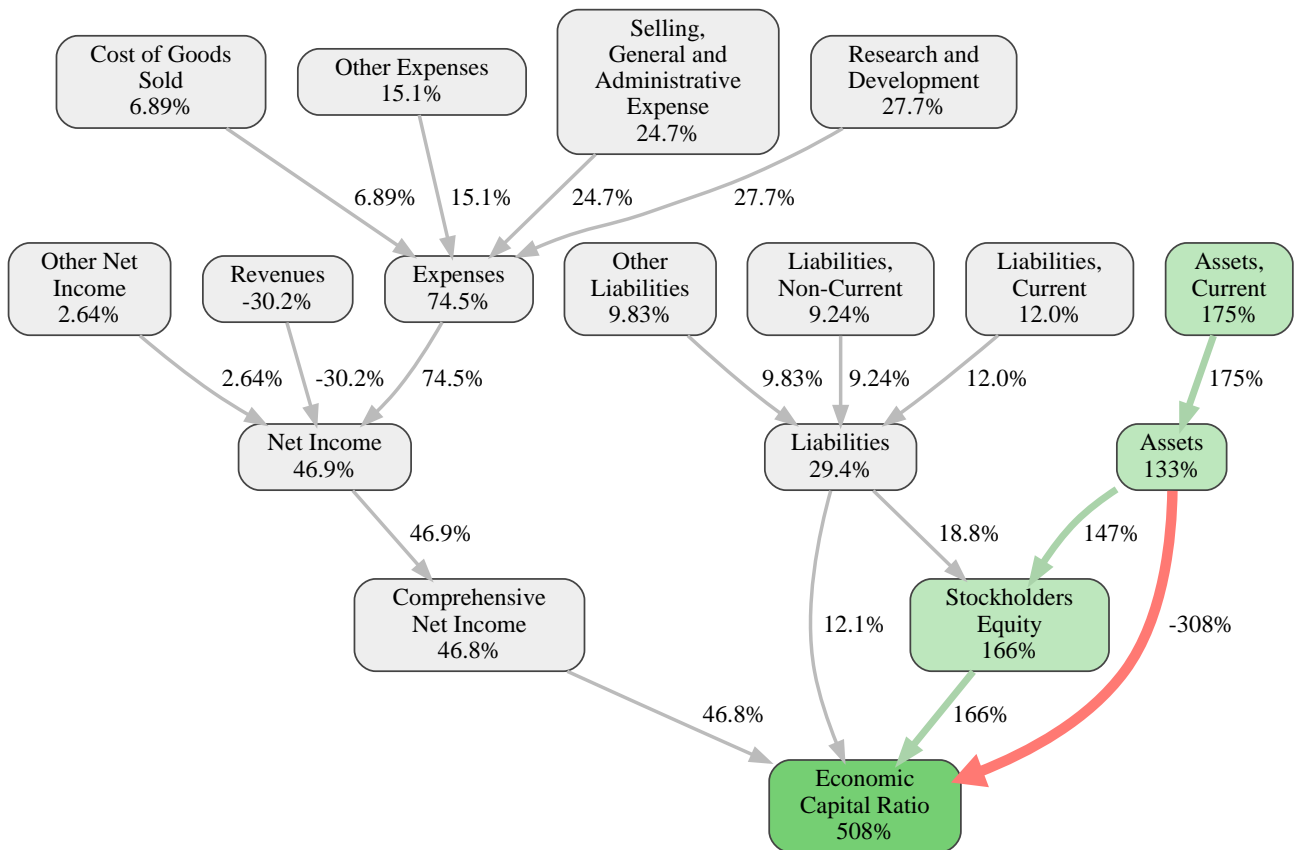 Cost of Goods
Sold
6.89%
Other Expenses
15.1%
Selling,
General and
Administrative
Expense
24.7%
Research and
Development
27.7%
6.89%
15.1%
24.7%
27.7%
Other Net
Income
2.64%
Revenues
-30.2%
Expenses
74.5%
Other
Liabilities
9.83%
Liabilities,
Non-Current
9.24%
Liabilities,
Current
12.0%
Assets,
Current
175%
2.64%
-30.2%
74.5%
9.83%
9.24%
12.0%
175%
Net Income
46.9%
Liabilities
29.4%
Assets
133%
46.9%
18.8%
147%
Comprehensive
Net Income
46.8%
12.1%
Stockholders
Equity
166%
-308%
46.8%
166%
Economic
Capital Ratio
508%